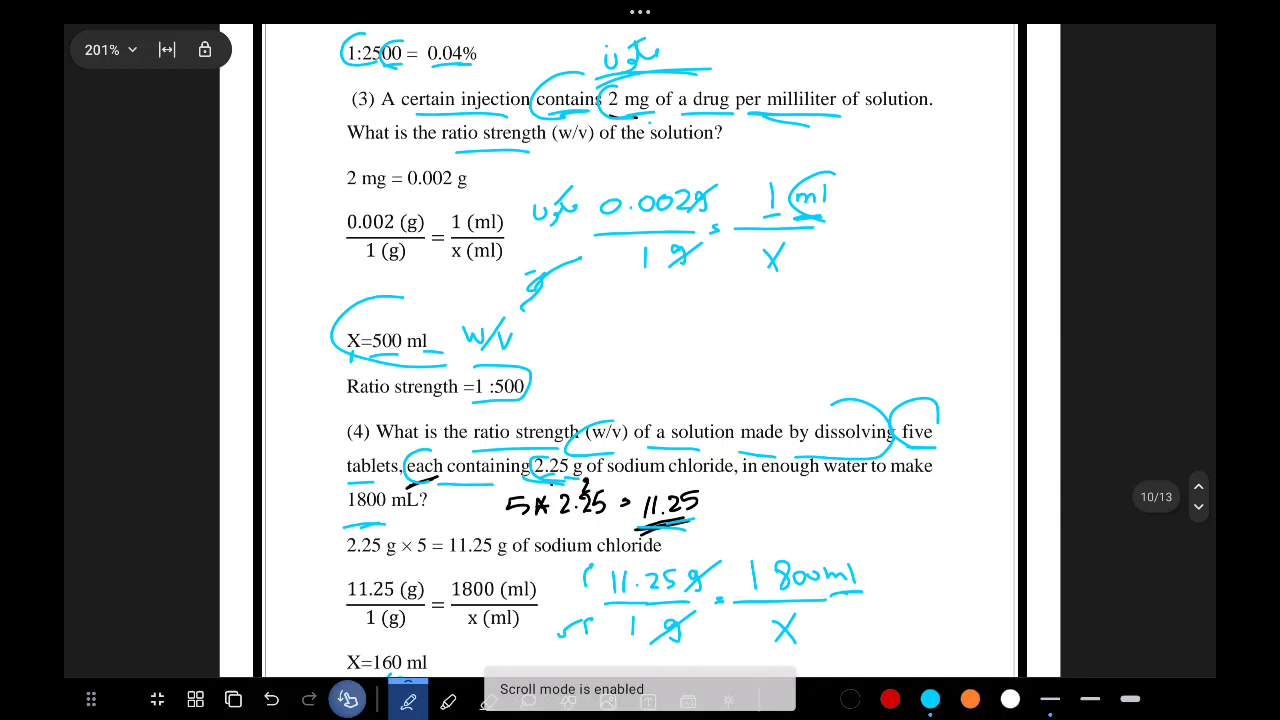 201%
1:2500 = 0.04%
(3) A certain injection contains 2 mg of a drug per milliliter of solution.
What is the ratio strength (w/v) of the solution?
2 mg = 0.002 g
0.002 (g) / 1 (g) = 1 (ml) / x (ml)
0.002g / 1 g = 1 ml / X
X=500 ml
W/V
Ratio strength =1 :500
(4) What is the ratio strength (w/v) of a solution made by dissolving five
tablets, each containing 2.25 g of sodium chloride, in enough water to make
1800 mL?
5 * 2.25 = 11.25
2.25 g × 5 = 11.25 g of sodium chloride
11.25 (g) / 1 (g) = 1800 (ml) / x (ml)
11.25 g / 1 g = 1800 ml / X
X=160 ml
10/13
Scroll mode is enabled